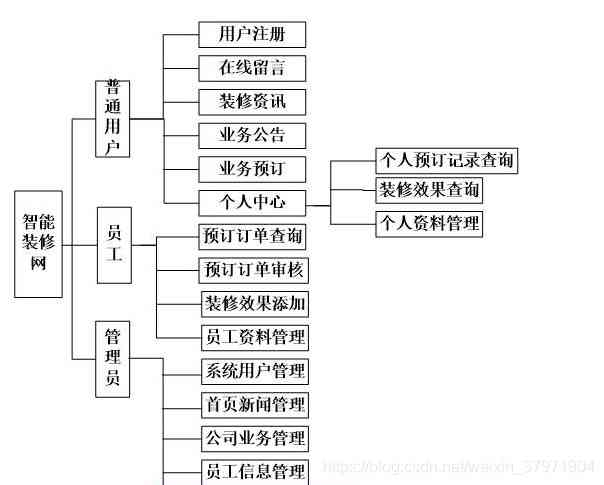 智能
装修
网
普
通
用
户
用户注册
在线留言
装修资讯
业务公告
业务预订
个人中心
个人预订记录查询
装修效果查询
个人资料管理
员
工
预订订单查询
预订订单审核
装修效果添加
员工资料管理
管
理
员
系统用户管理
首页新闻管理
公司业务管理
员工信息管理
https://blog.csdn.net/weixin_37971904